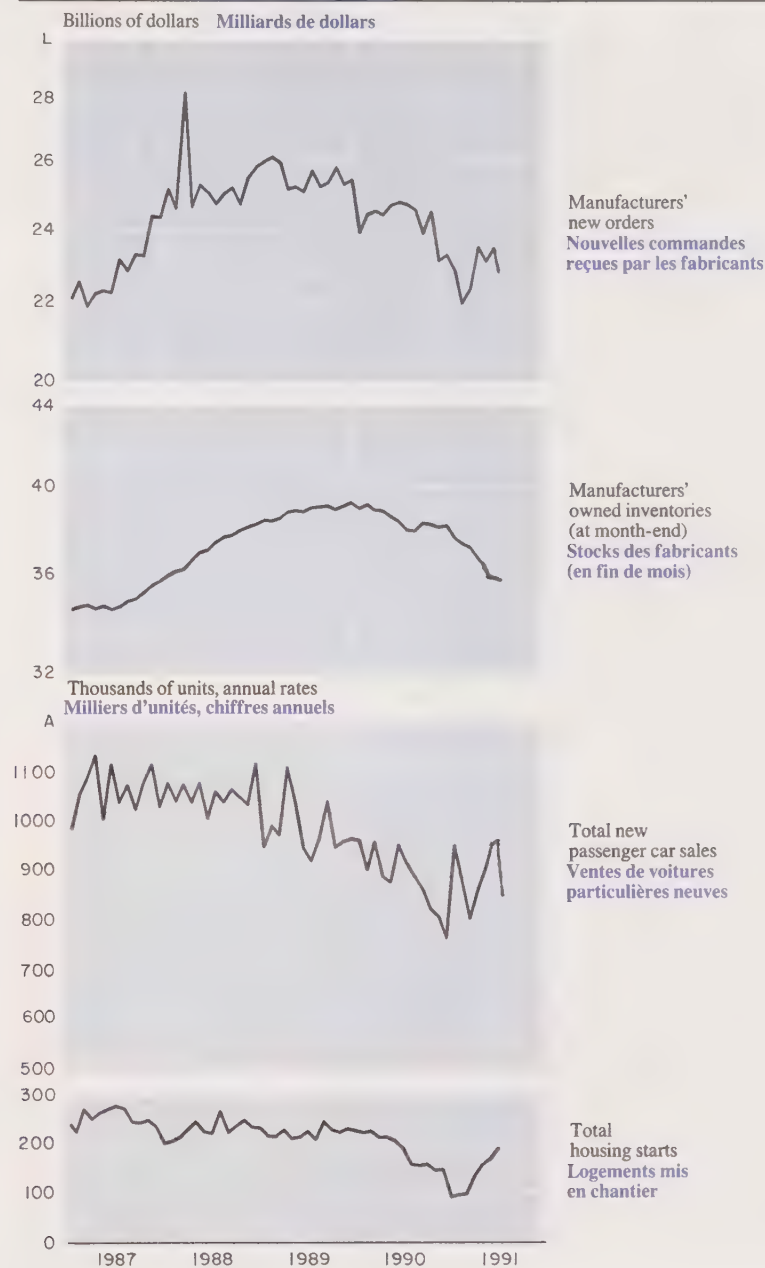 Billions of dollars Milliards de dollars
L
28
26
24
22
20
Manufacturers'
new orders
Nouvelles commandes
reçues par les fabricants
44
40
36
32
Manufacturers'
owned inventories
(at month-end)
Stocks des fabricants
(en fin de mois)
Thousands of units, annual rates
Milliers d'unités, chiffres annuels
A
1100
1000
900
800
700
600
500
Total new
passenger car sales
Ventes de voitures
particulières neuves
300
200
100
0
Total
housing starts
Logements mis
en chantier
1987 1988 1989 1990 1991